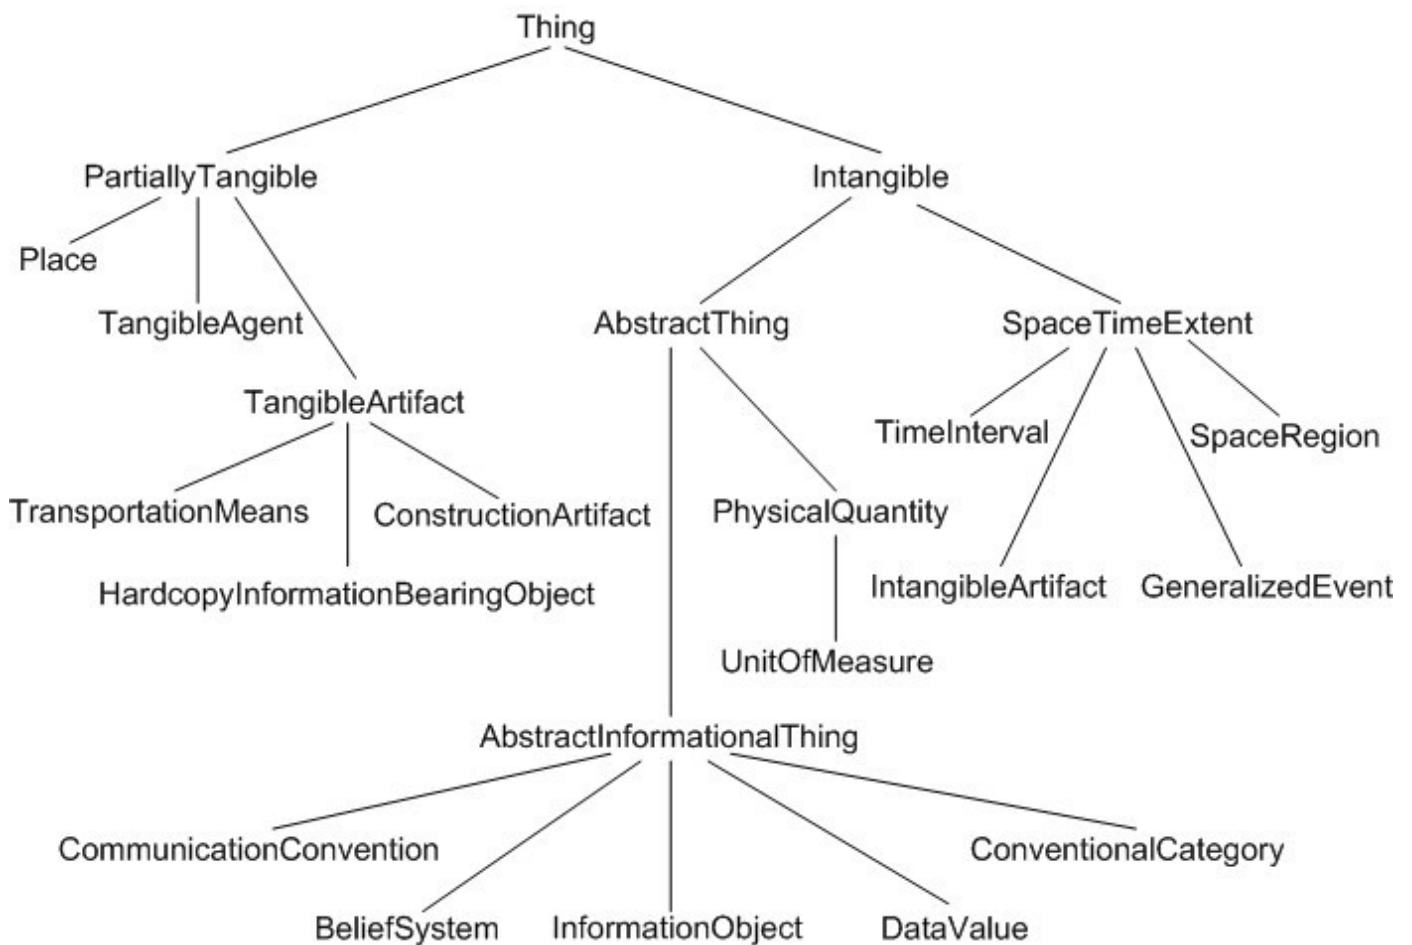 Thing
PartiallyTangible
Intangible
Place
TangibleAgent
AbstractThing
SpaceTimeExtent
TangibleArtifact
TimeInterval
SpaceRegion
TransportationMeans
ConstructionArtifact
PhysicalQuantity
HardcopyInformationBearingObject
IntangibleArtifact
GeneralizedEvent
UnitOfMeasure
AbstractInformationalThing
CommunicationConvention
ConventionalCategory
BeliefSystem
InformationObject
DataValue